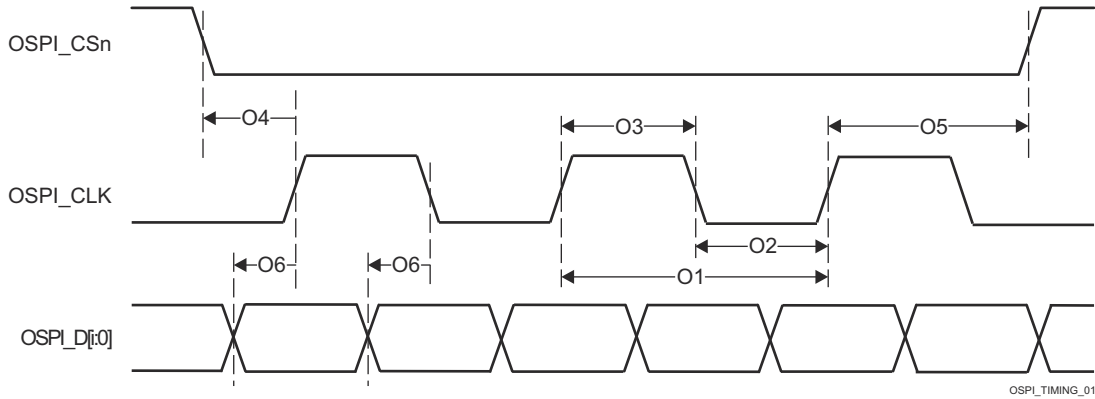 OSPI_CSn
O4
O3
O5
OSPI_CLK
O2
O6
O6
O1
OSPI_D[i:0]
OSPI_TIMING_01